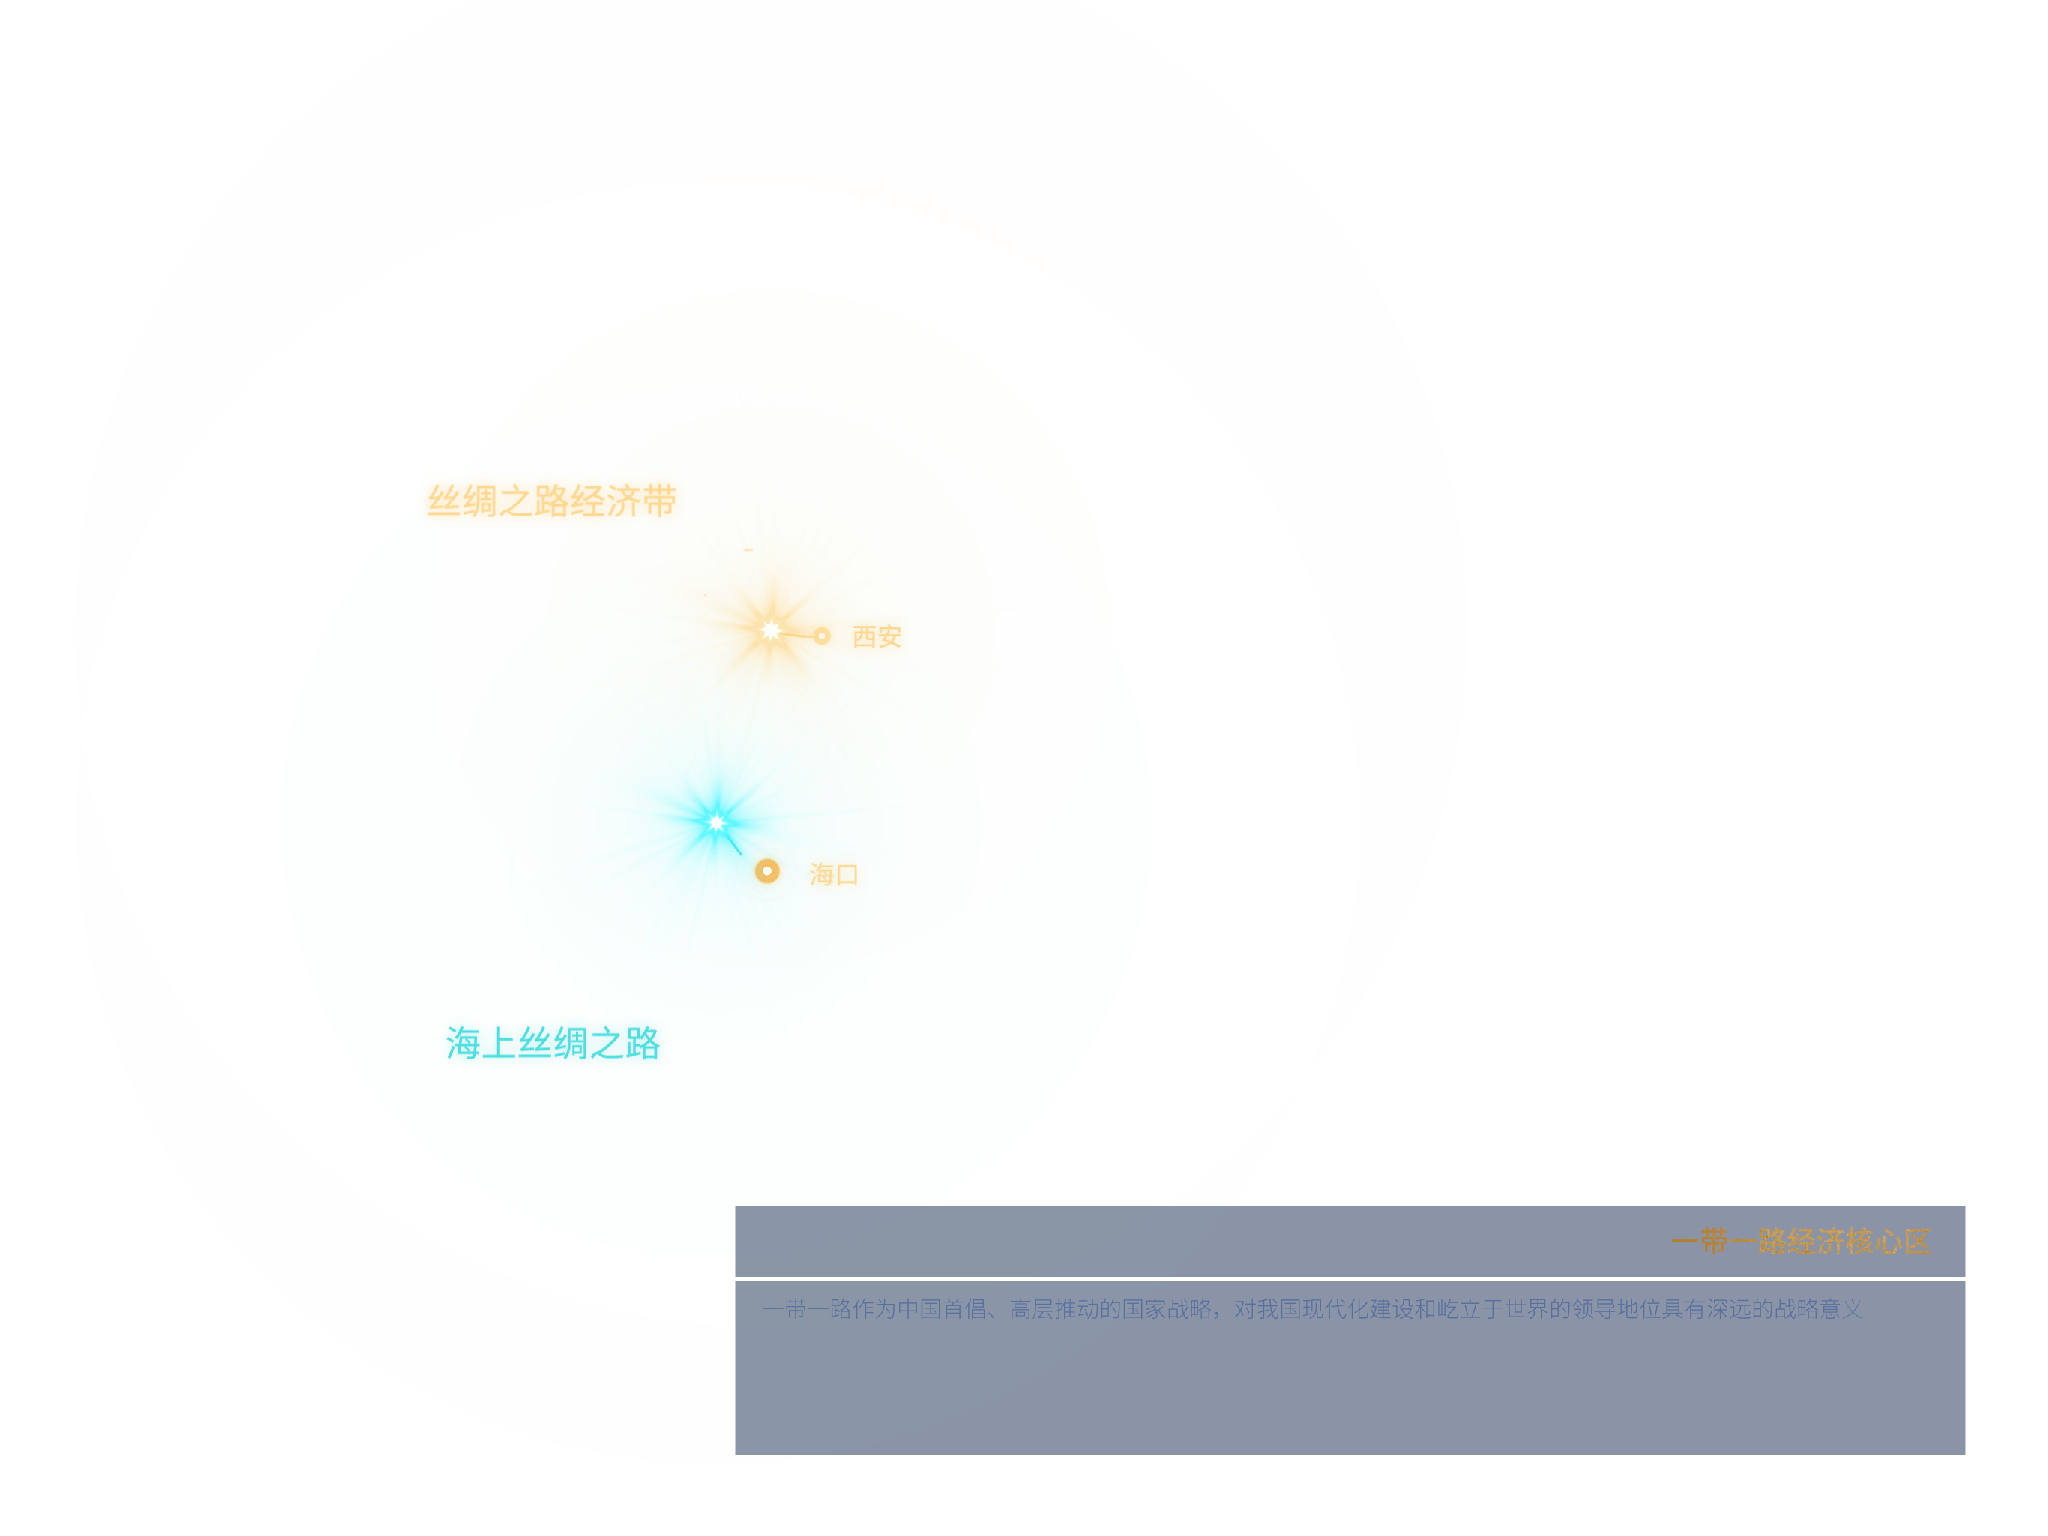 丝绸之路经济带
西安
海口
海上丝绸之路
一带一路经济核心区
一带一路作为中国首倡、高层推动的国家战略，对我国现代化建设和屹立于世界的领导地位具有深远的战略意义